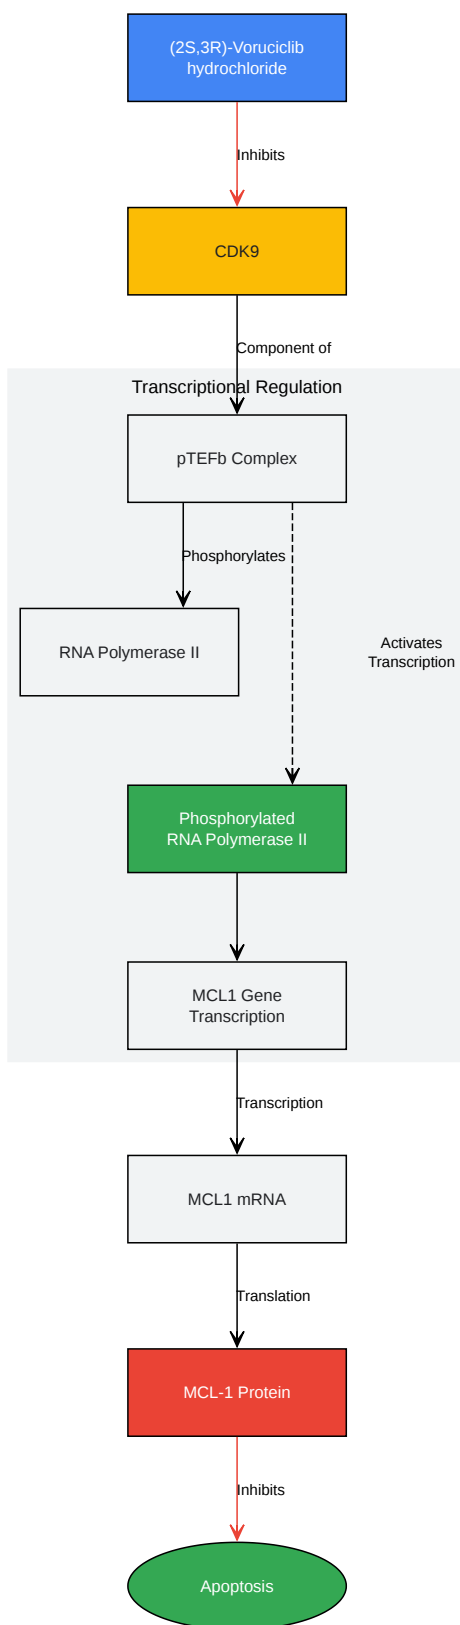 (2S,3R)-Voruciclib
hydrochloride
Inhibits
CDK9
Component of
Transcriptional Regulation
pTEFb Complex
Phosphorylates
RNA Polymerase II
Activates
Transcription
Phosphorylated
RNA Polymerase II
MCL1 Gene
Transcription
Transcription
MCL1 mRNA
Translation
MCL-1 Protein
Inhibits
Apoptosis